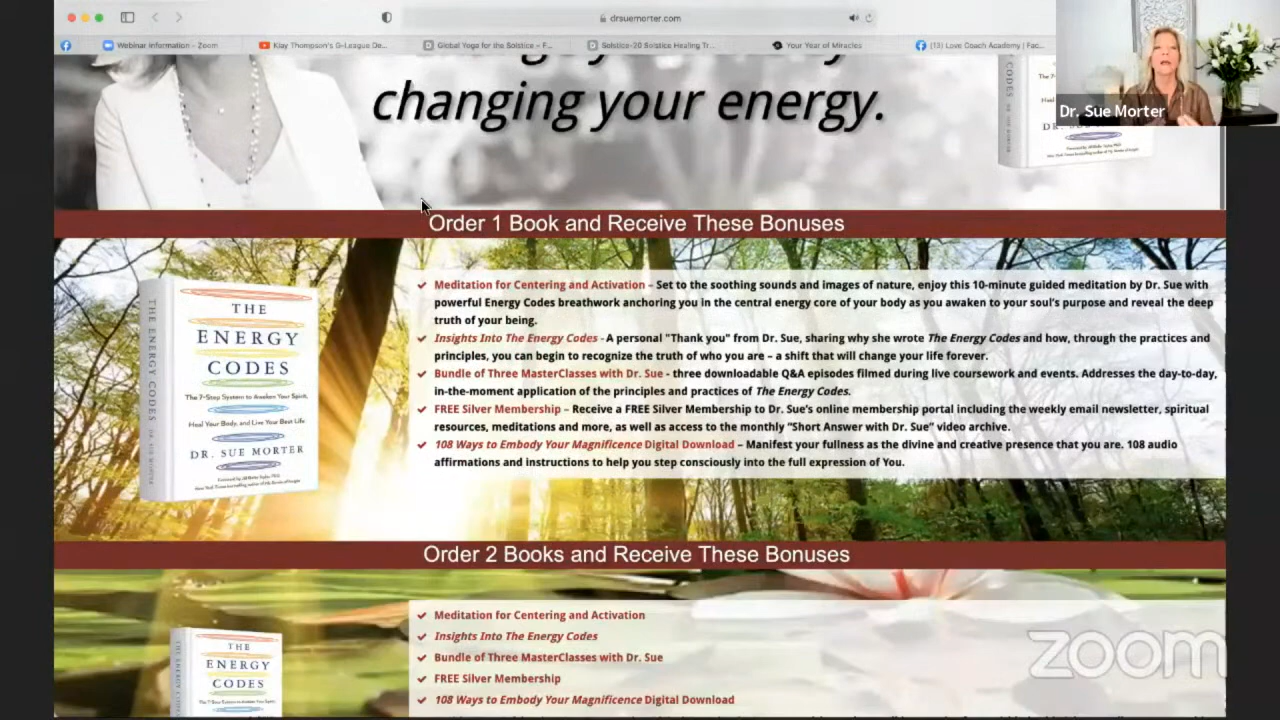 drsuemorter.com
Webinar Information - Zoom
Klay Thompson's G-League De...
Global Yoga for the Solstice – F...
Solstice-20 Solstice Healing Tr...
Your Year of Miracles
(13) Love Coach Academy | Fac...
Dr. Sue Morter
changing your energy.
CODES
Order 1 Book and Receive These Bonuses
THE
ENERGY
CODES
The 7-Step System to Awaken Your Spirit,
Heal Your Body, and Live Your Best Life
DR. SUE MORTER
THE ENERGY CODES
Meditation for Centering and Activation – Set to the soothing sounds and images of nature, enjoy this 10-minute guided meditation by Dr. Sue with
powerful Energy Codes breathwork anchoring you in the central energy core of your body as you awaken to your soul's purpose and reveal the deep
truth of your being.
Insights Into The Energy Codes - A personal "Thank you" from Dr. Sue, sharing why she wrote The Energy Codes and how, through the practices and
principles, you can begin to recognize the truth of who you are – a shift that will change your life forever.
Bundle of Three MasterClasses with Dr. Sue - three downloadable Q&A episodes filmed during live coursework and events. Addresses the day-to-day,
in-the-moment application of the principles and practices of The Energy Codes.
FREE Silver Membership – Receive a FREE Silver Membership to Dr. Sue's online membership portal including the weekly email newsletter, spiritual
resources, meditations and more, as well as access to the monthly “Short Answer with Dr. Sue” video archive.
108 Ways to Embody Your Magnificence Digital Download – Manifest your fullness as the divine and creative presence that you are. 108 audio
affirmations and instructions to help you step consciously into the full expression of You.
Order 2 Books and Receive These Bonuses
THE
ENERGY
CODES
Meditation for Centering and Activation
Insights Into The Energy Codes
Bundle of Three MasterClasses with Dr. Sue
FREE Silver Membership
108 Ways to Embody Your Magnificence Digital Download
zoom